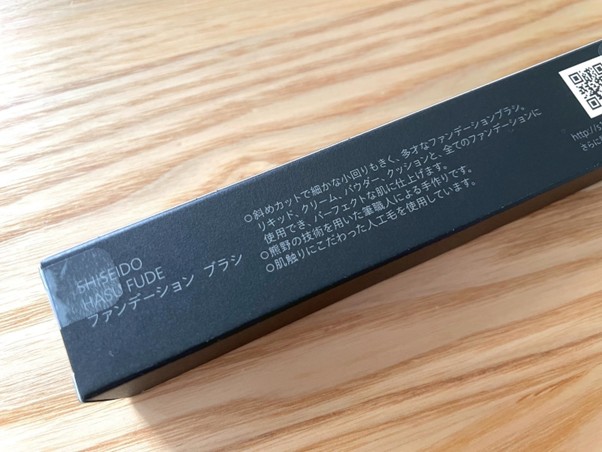 SHISEIDO
HASU FUDE
ファンデーション ブラシ
○斜めカットで細かな小回りもきく、多才なファンデーションブラシ。
リキッド、クリーム、パウダー、クッションと、全てのファンデーションに
使用でき、パーフェクトな肌に仕上げます。
○熊野の技術を用いた筆職人による手作りです。
○肌触りにこだわった人工毛を使用しています。
http://s
さらに